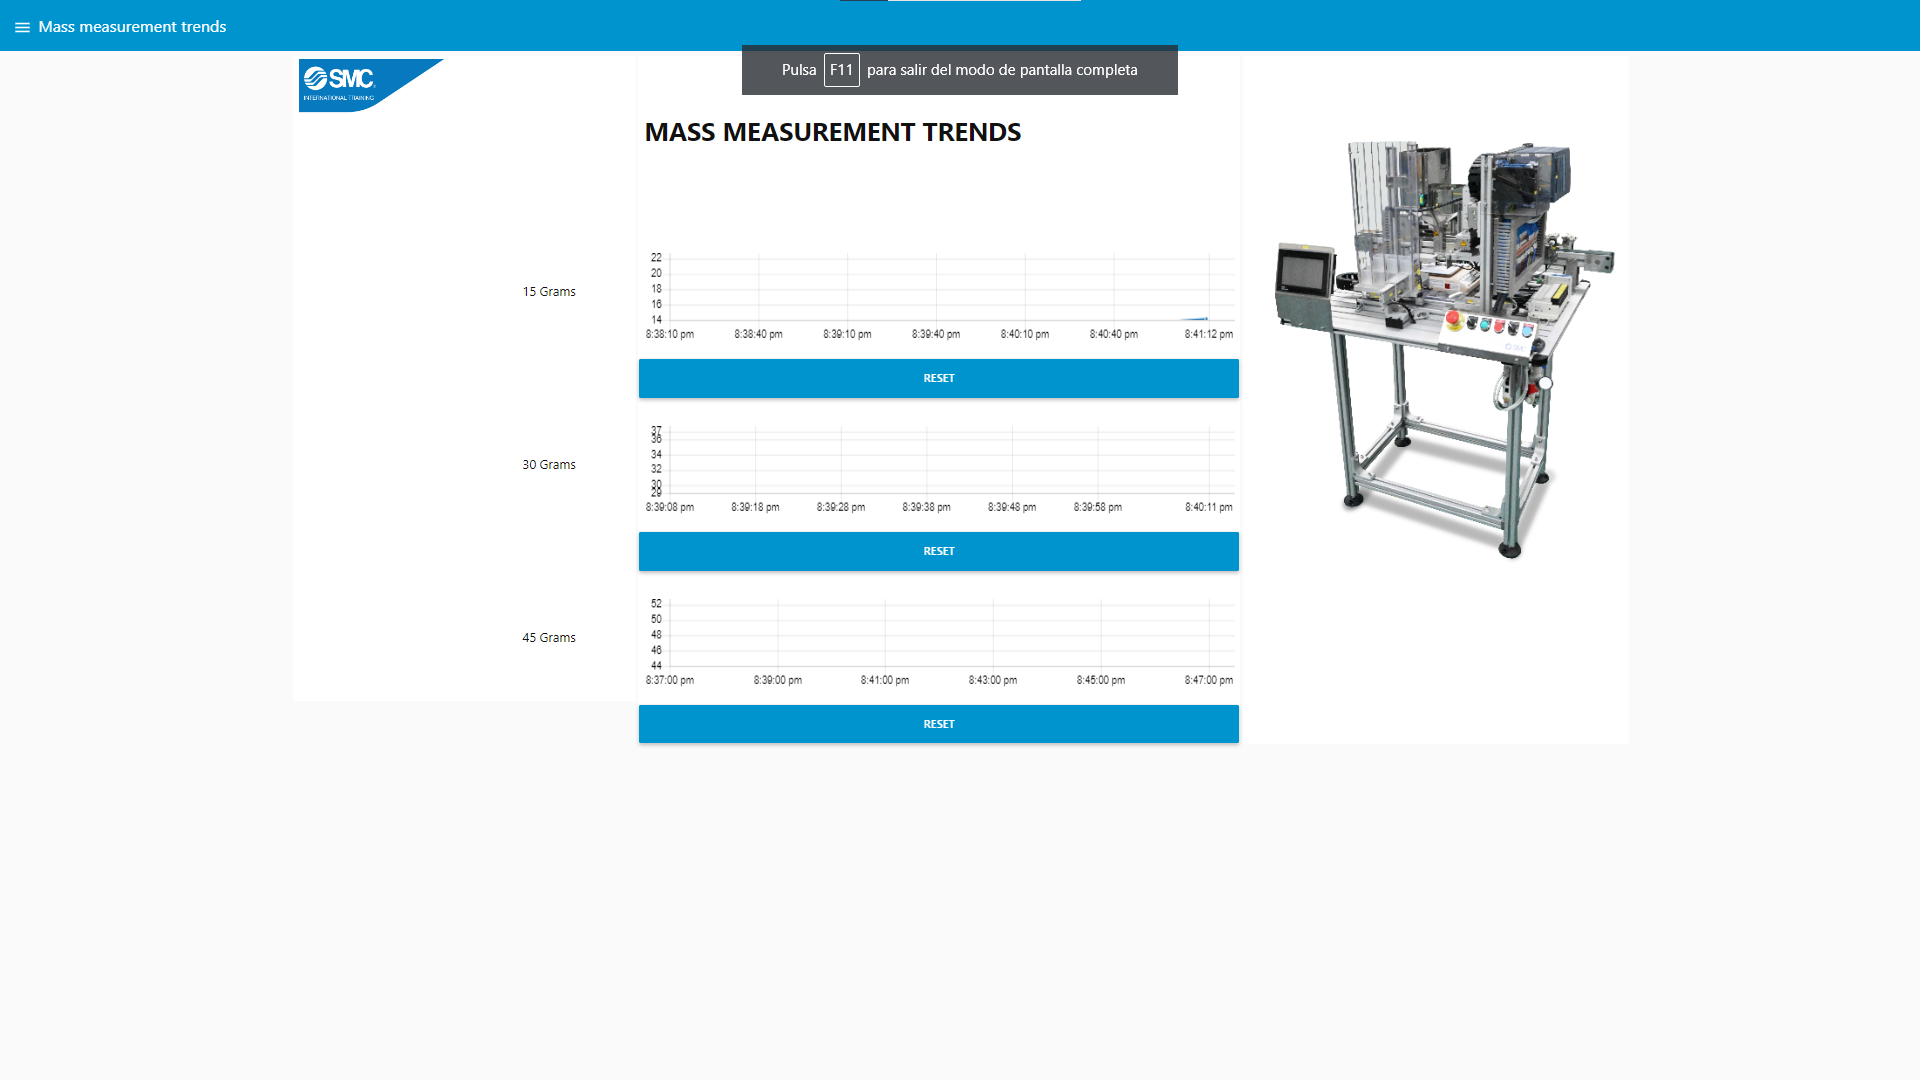 Mass measurement trends
Pulsa F11 para salir del modo de pantalla completa
SMC
INTERNATIONAL TRAINING
MASS MEASUREMENT TRENDS
15 Grams
22
20
18
16
14
8:38:10 pm 8:38:40 pm 8:39:10 pm 8:39:40 pm 8:40:10 pm 8:40:40 pm 8:41:12 pm
RESET
30 Grams
37
36
34
32
30
29
8:39:08 pm 8:39:18 pm 8:39:28 pm 8:39:38 pm 8:39:48 pm 8:39:58 pm 8:40:11 pm
RESET
45 Grams
52
50
48
46
44
8:37:00 pm 8:39:00 pm 8:41:00 pm 8:43:00 pm 8:45:00 pm 8:47:00 pm
RESET
SMC